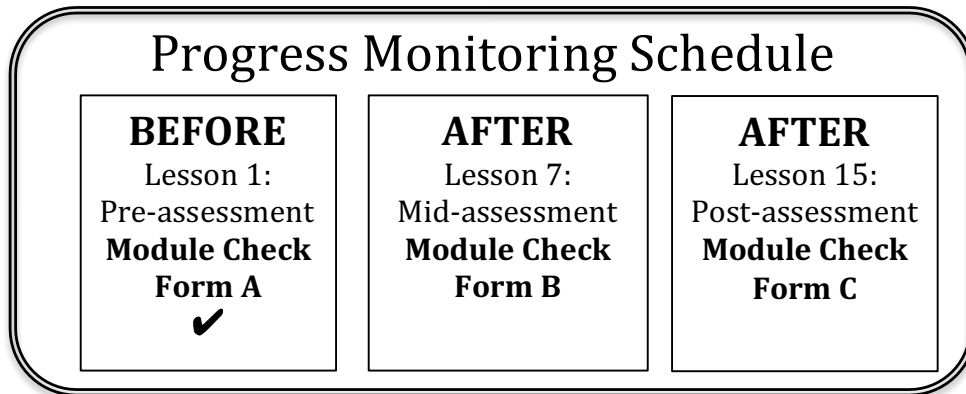 Progress Monitoring Schedule
BEFORE
Lesson 1:
Pre-assessment
Module Check
Form A
✔
AFTER
Lesson 7:
Mid-assessment
Module Check
Form B
AFTER
Lesson 15:
Post-assessment
Module Check
Form C